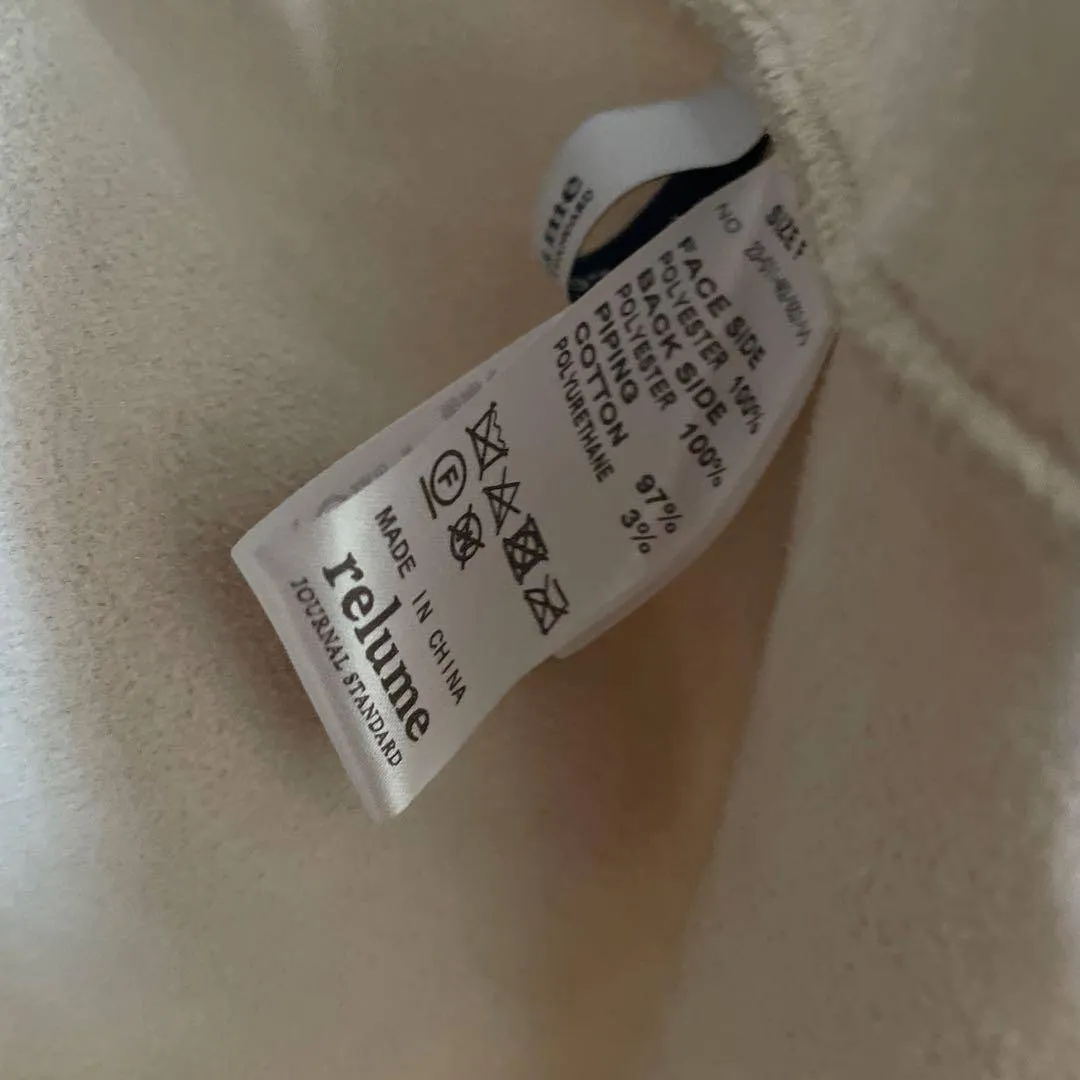 SIZE F
NO
FACE SIDE
POLYESTER 100%
BACK SIDE
POLYESTER 100%
PIPING
COTTON 97%
POLYURETHANE 3%
F
MADE IN CHINA
relume
JOURNAL STANDARD